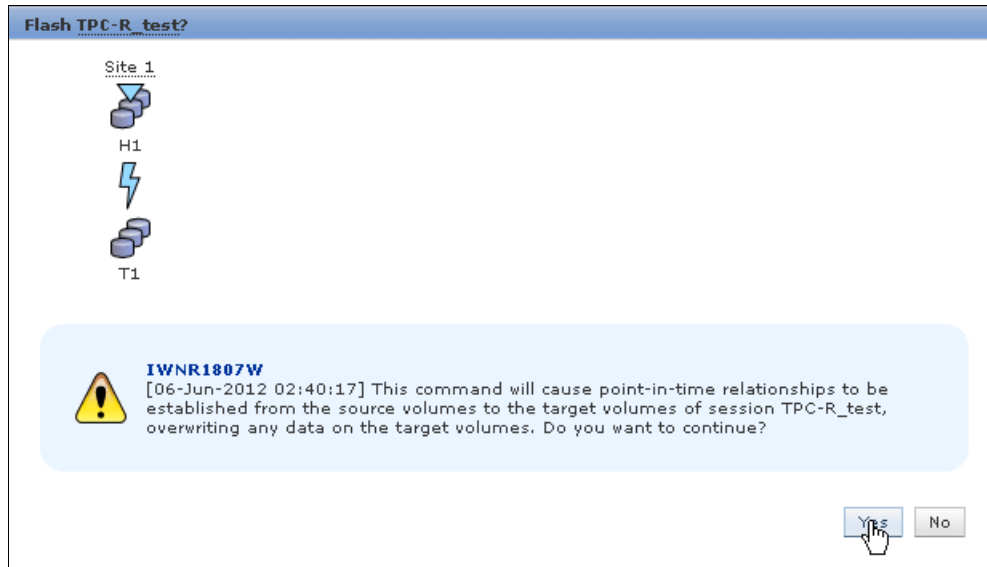 Flash TPC-R_test?
Site 1
H1
T1
IWNR1807W
[06-Jun-2012 02:40:17] This command will cause point-in-time relationships to be
established from the source volumes to the target volumes of session TPC-R_test,
overwriting any data on the target volumes. Do you want to continue?
Yes No